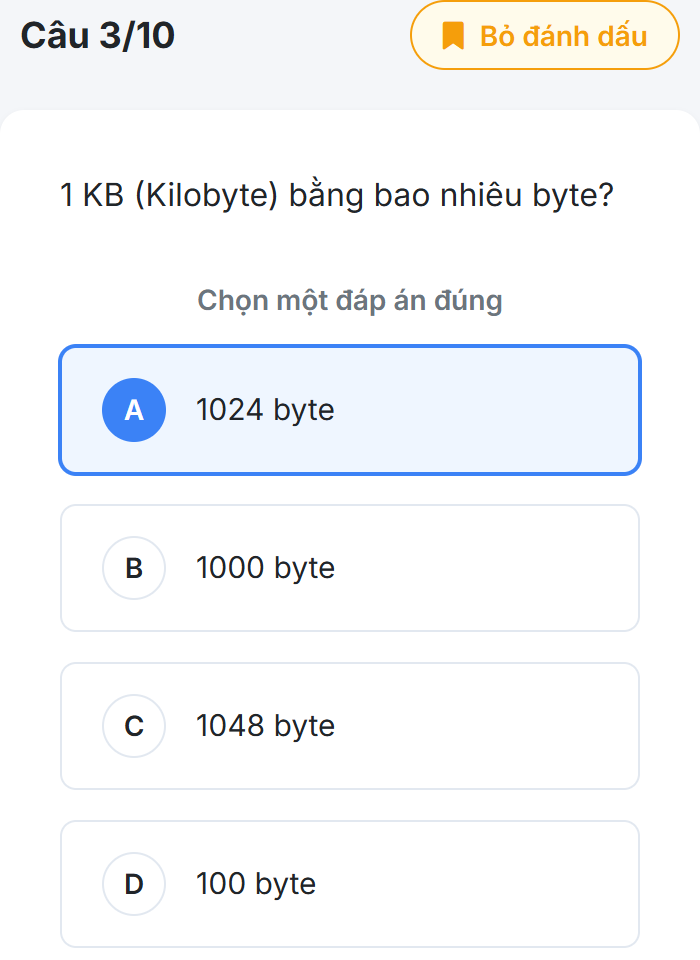 Câu 3/10
Bỏ đánh dấu
1 KB (Kilobyte) bằng bao nhiêu byte?
Chọn một đáp án đúng
A 1024 byte
B 1000 byte
C 1048 byte
D 100 byte